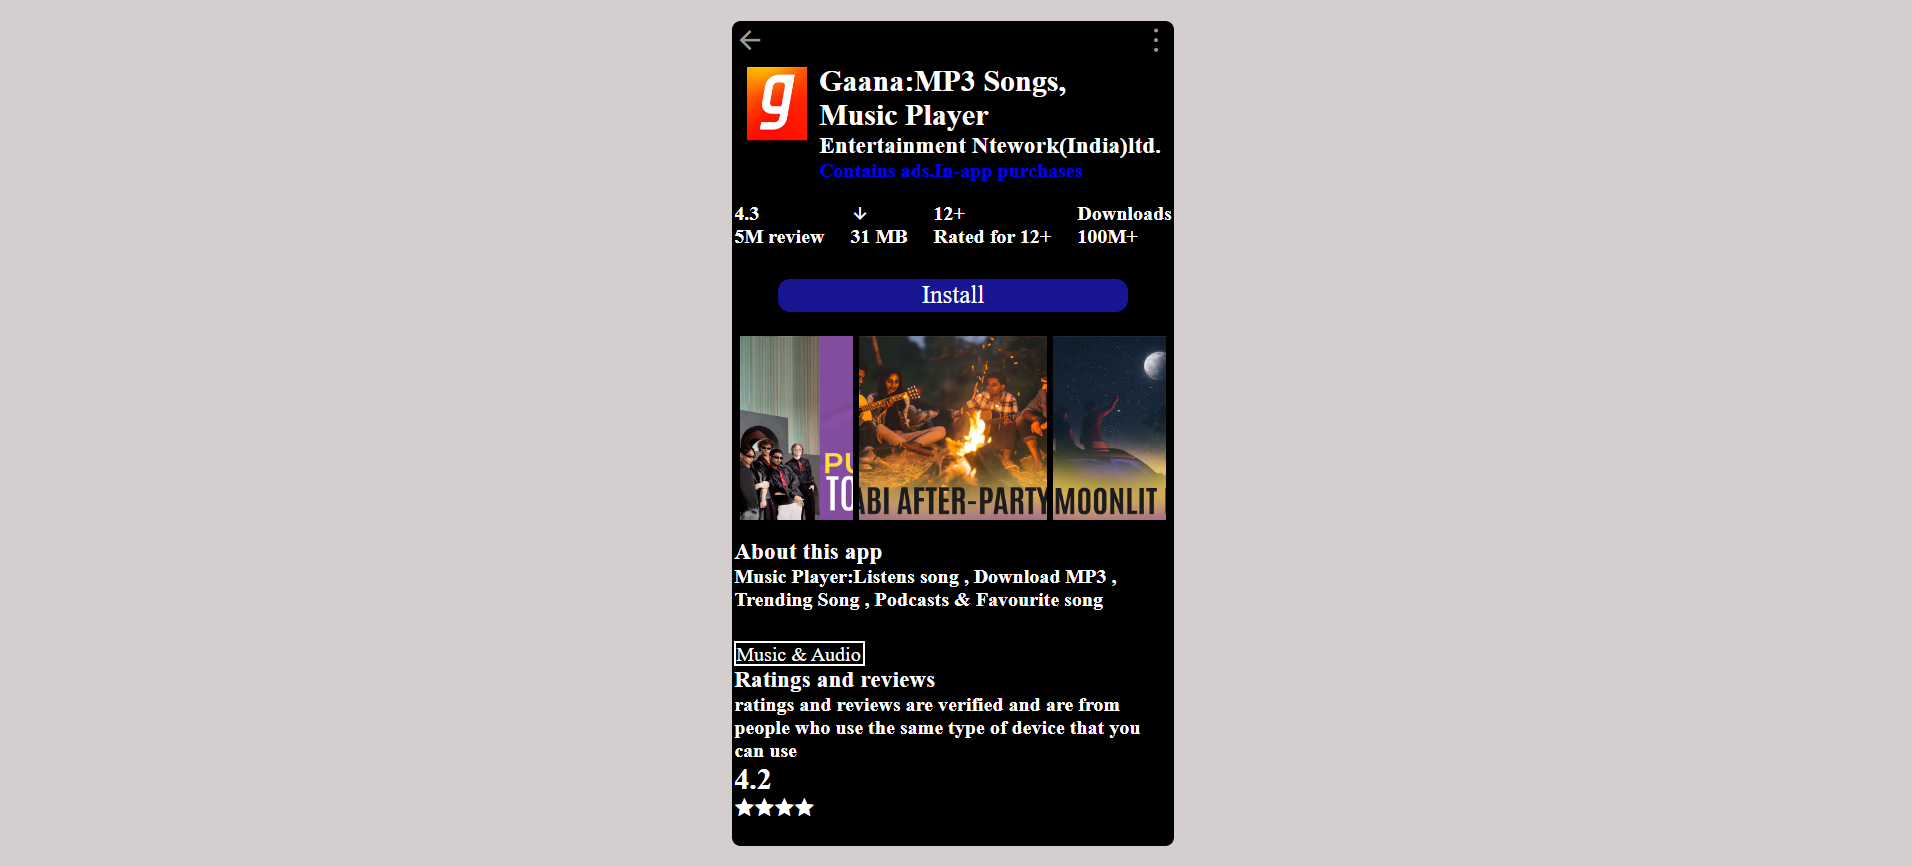 g
Gaana:MP3 Songs,
Music Player
Entertainment Ntework(India)ltd.
Contains ads.In-app purchases
4.3 12+ Downloads
5M review 31 MB Rated for 12+ 100M+
Install
PU
TO
ABI AFTER-PARTY
MOONLIT
About this app
Music Player:Listens song , Download MP3 ,
Trending Song , Podcasts & Favourite song
Music & Audio
Ratings and reviews
ratings and reviews are verified and are from
people who use the same type of device that you
can use
4.2